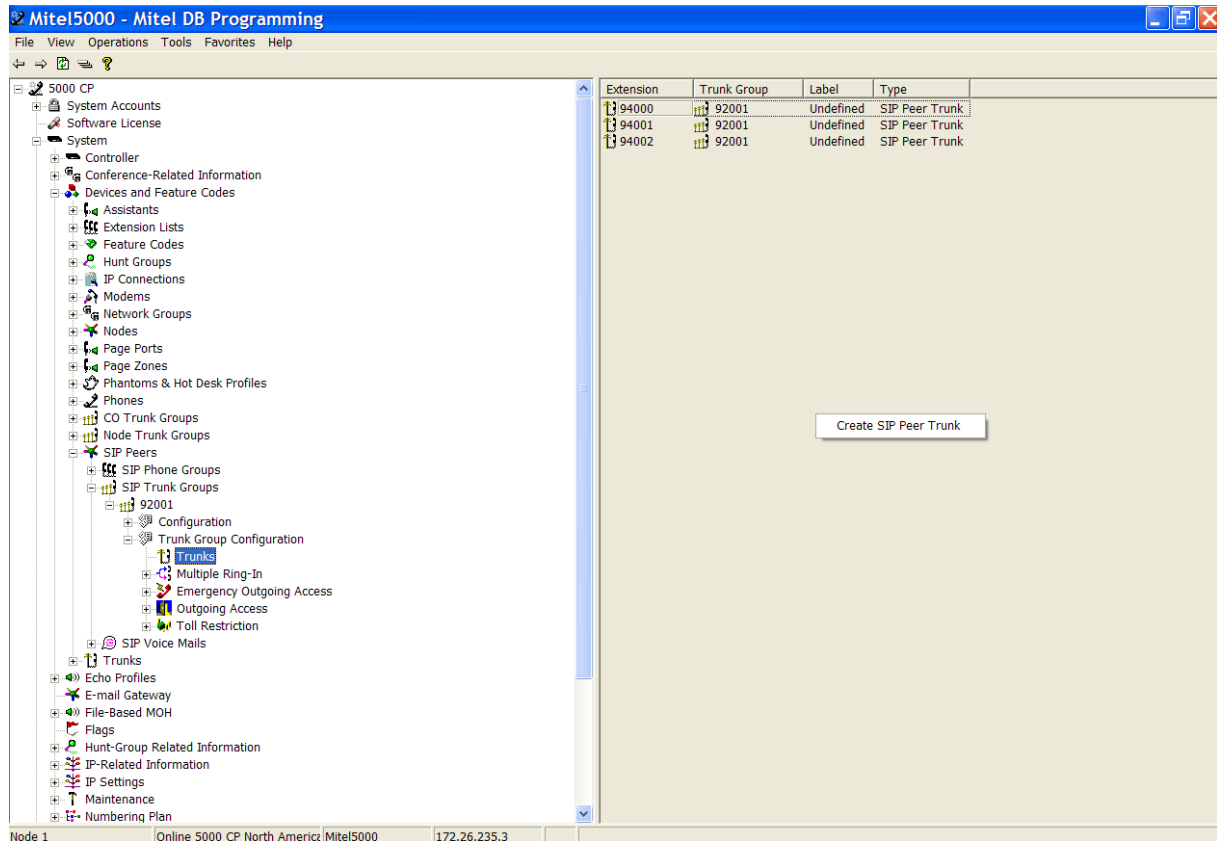 Mitel5000 - Mitel DB Programming
File View Operations Tools Favorites Help
5000 CP
System Accounts
Software License
System
Controller
Conference-Related Information
Devices and Feature Codes
Assistants
Extension Lists
Feature Codes
Hunt Groups
IP Connections
Modems
Network Groups
Nodes
Page Ports
Page Zones
Phantoms & Hot Desk Profiles
Phones
CO Trunk Groups
Node Trunk Groups
SIP Peers
SIP Phone Groups
SIP Trunk Groups
92001
Configuration
Trunk Group Configuration
Trunks
Multiple Ring-In
Emergency Outgoing Access
Outgoing Access
Toll Restriction
SIP Voice Mails
Trunks
Echo Profiles
E-mail Gateway
File-Based MOH
Flags
Hunt-Group Related Information
IP-Related Information
IP Settings
Maintenance
Numbering Plan
Extension Trunk Group Label Type
94000 92001 Undefined SIP Peer Trunk
94001 92001 Undefined SIP Peer Trunk
94002 92001 Undefined SIP Peer Trunk
Create SIP Peer Trunk
Node 1 Online 5000 CP North Americ Mitel5000 172.26.235.3